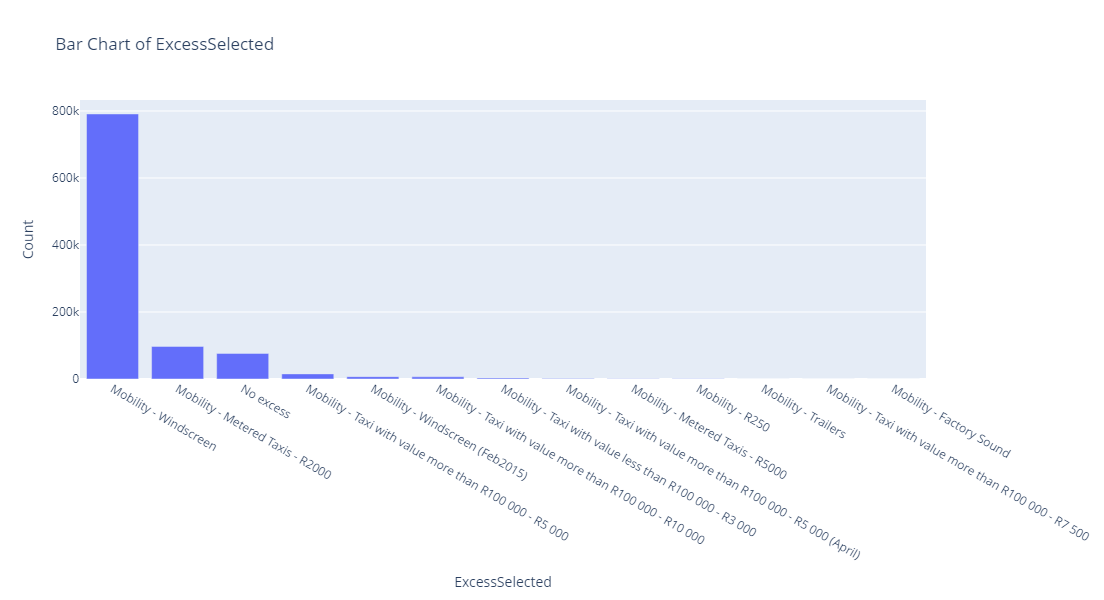 Bar Chart of ExcessSelected
800k
600k
400k
200k
0
Count
Mobility - Windscreen
Mobility - Metered Taxis - R2000
No excess
Mobility - Taxi with value more than R100 000 - R5 000
Mobility - Windscreen (Feb2015)
Mobility - Taxi with value more than R100 000 - R10 000
Mobility - Taxi with value less than R100 000 - R3 000
Mobility - Taxi with value more than R100 000 - R5 000 (April)
Mobility - Metered Taxis - R5000
Mobility - R250
Mobility - Trailers
Mobility - Taxi with value more than R100 000 - R7 500
Mobility - Factory Sound
ExcessSelected